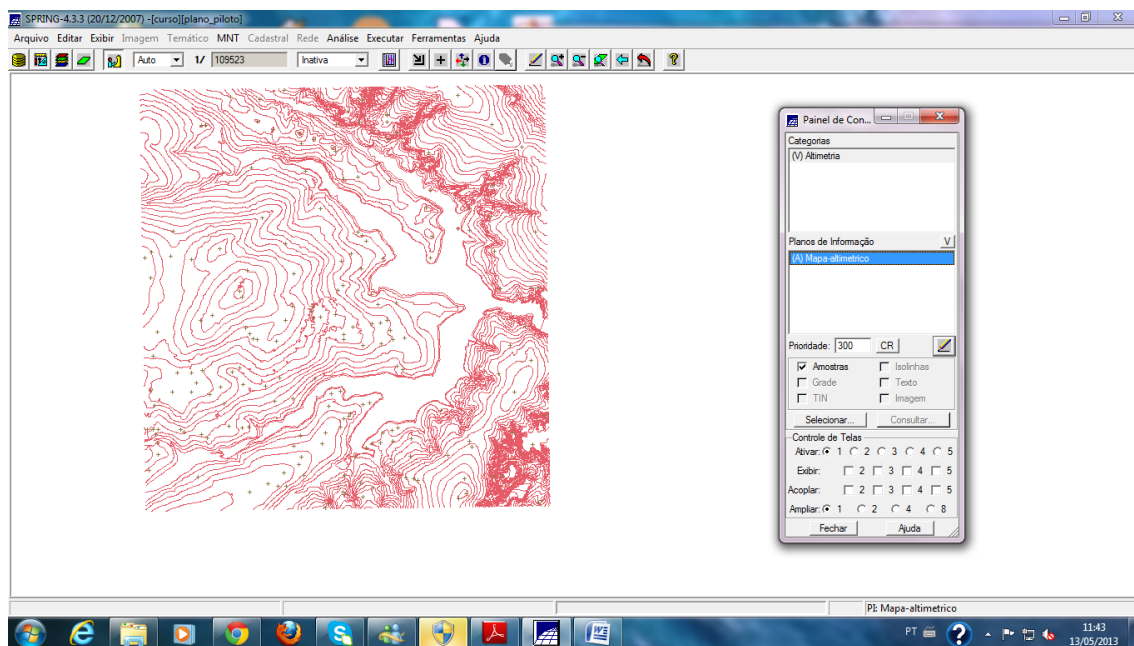 SPRING-4.3.3 (20/12/2007) -[curso][plano_piloto]
Arquivo Editar Exibir Imagem Temático MNT Cadastral Rede Análise Executar Ferramentas Ajuda
Auto 1/ 109523 Inativa
Painel de Con...
Categorias
(V) Altimetria
Planos de Informação V
(A) Mapa-altimetrico
Prioridade: 300 CR
Amostras Isolinhas
Grade Texto
TIN Imagem
Selecionar... Consultar...
Controle de Telas
Ativar: 1 2 3 4 5
Exibir: 2 3 4 5
Acoplar: 2 3 4 5
Ampliar: 1 2 4 8
Fechar Ajuda
PI: Mapa-altimetrico
PT 11:43
13/05/2013